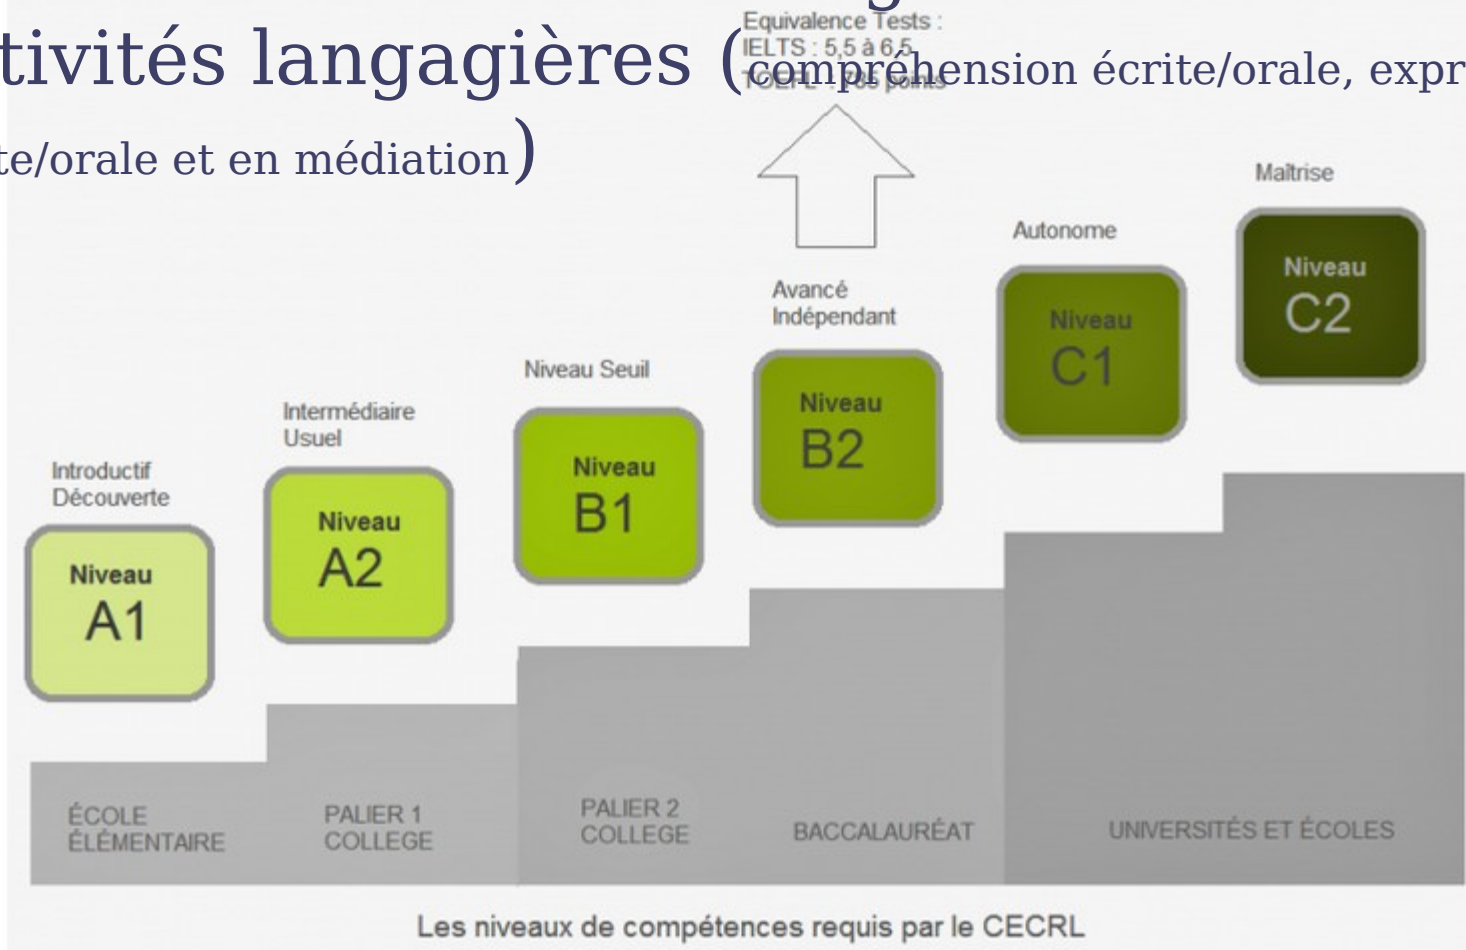 Equivalence Tests :
tivités langagières (compréhension écrite/orale, expr
IELTS : 5,5 à 6,5
TOEFL : 785 points
te/orale et en médiation)
Maîtrise
Autonome
Niveau
C2
Avancé
Indépendant
Niveau
C1
Niveau Seuil
Niveau
B2
Intermédiaire
Usuel
Niveau
B1
Introductif
Découverte
Niveau
A2
Niveau
A1
ÉCOLE
ÉLÉMENTAIRE
PALIER 1
COLLEGE
PALIER 2
COLLEGE
BACCALAURÉAT
UNIVERSITÉS ET ÉCOLES
Les niveaux de compétences requis par le CECRL